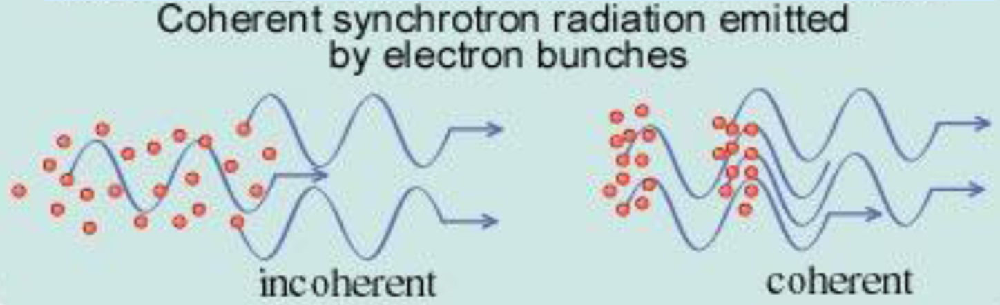 Coherent synchrotron radiation emitted
by electron bunches
incoherent
coherent